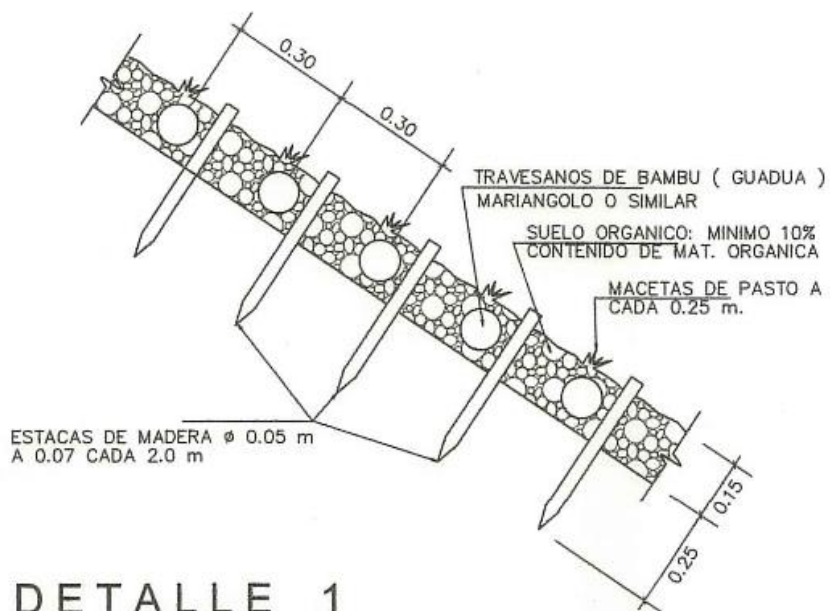 0.30
0.30
TRAVESANOS DE BAMBU ( GUADUA )
MARIANGOLO O SIMILAR
SUELO ORGANICO: MINIMO 10%
CONTENIDO DE MAT. ORGANICA
MACETAS DE PASTO A
CADA 0.25 m.
ESTACAS DE MADERA ø 0.05 m
A 0.07 CADA 2.0 m
0.15
0.25
DETALLE 1